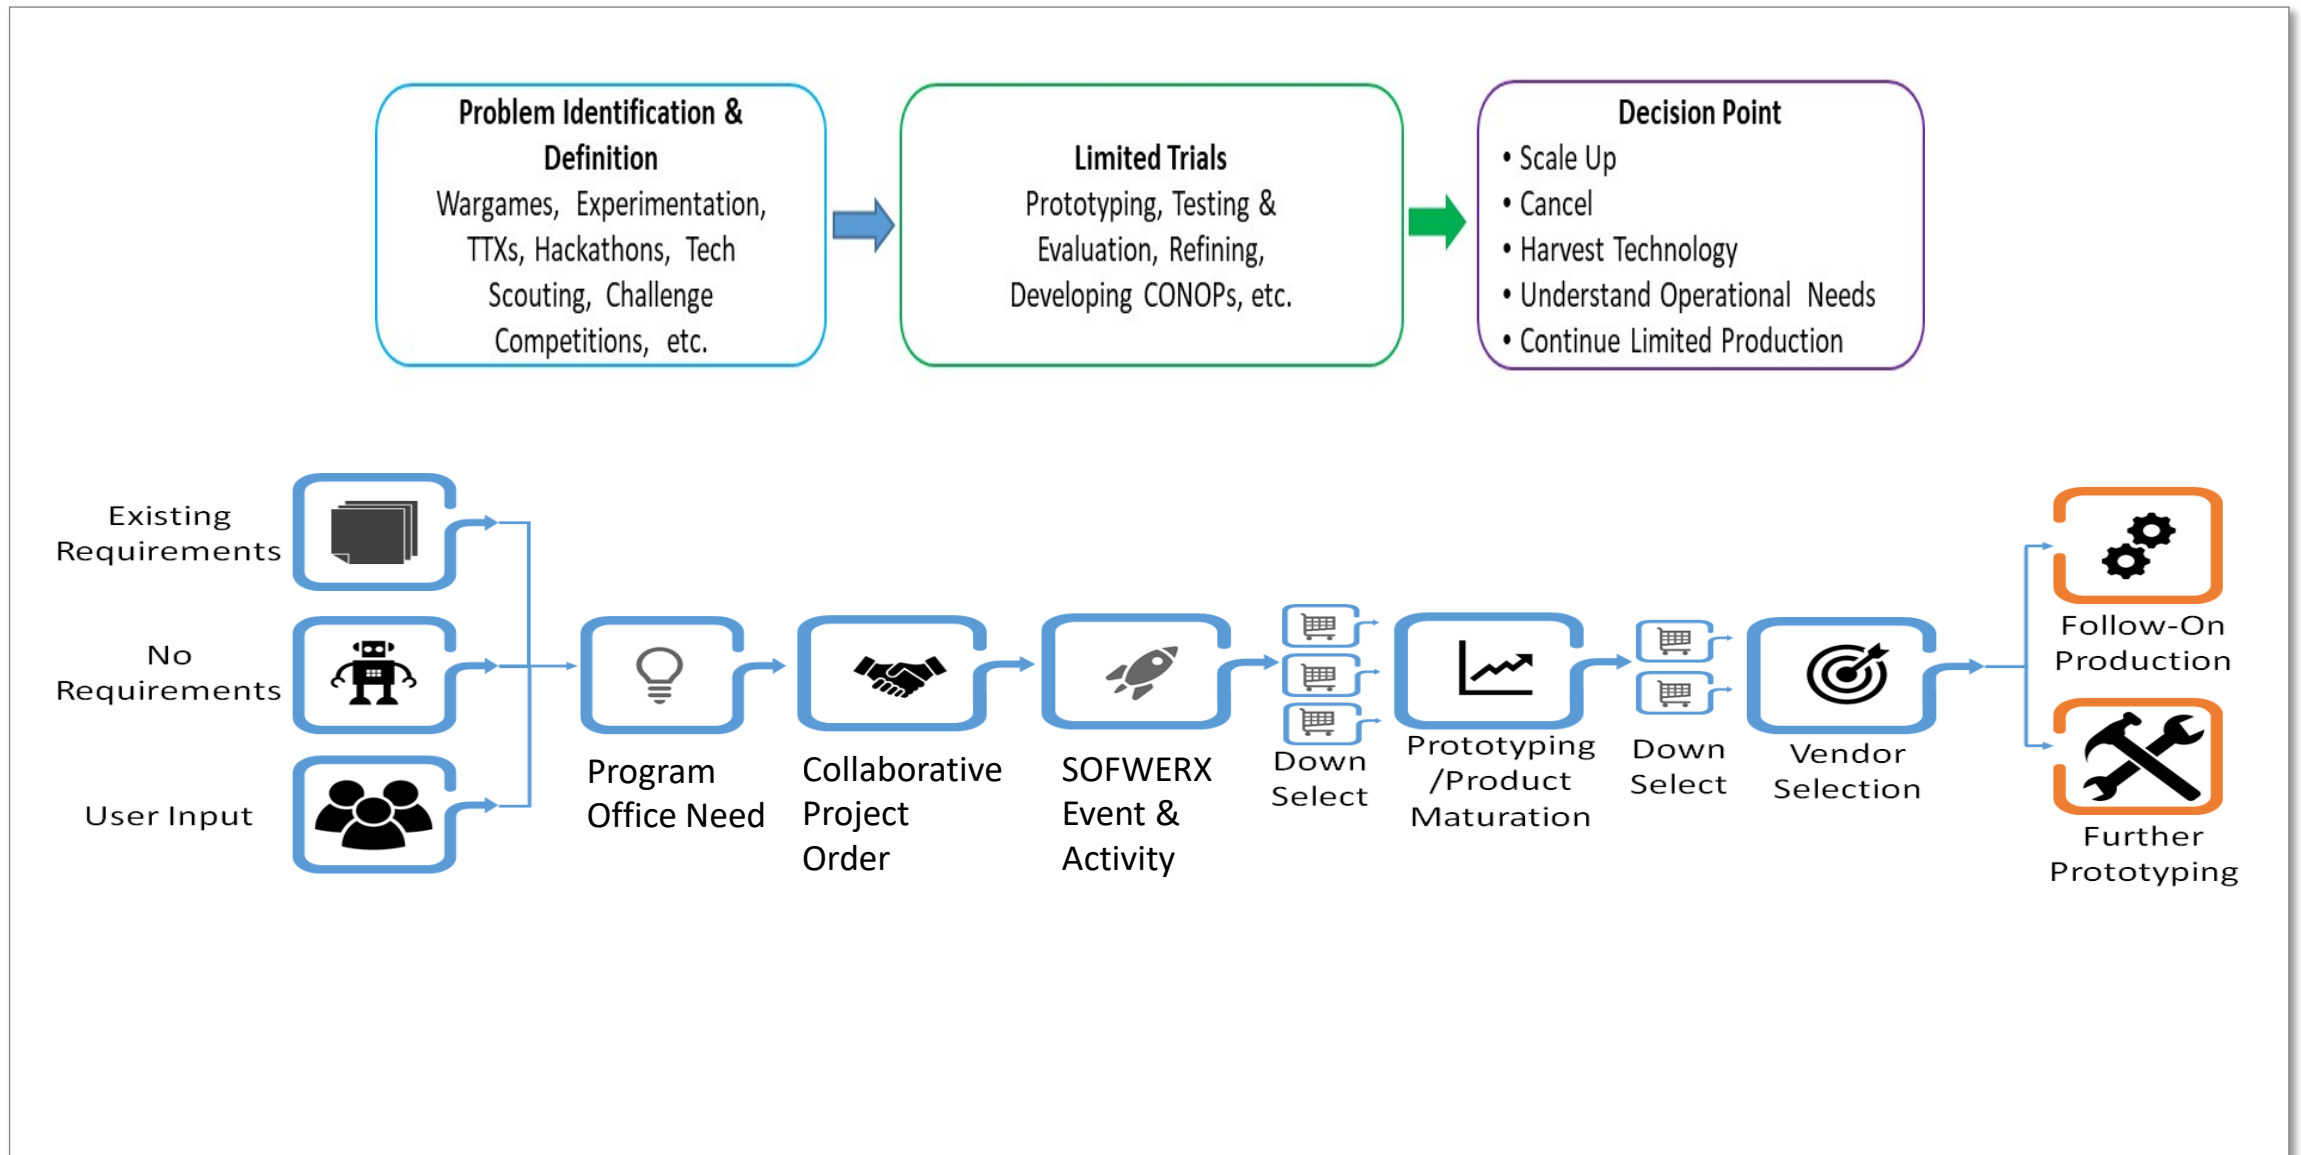 Problem Identification &
Definition
Wargames, Experimentation,
TTXs, Hackathons, Tech
Scouting, Challenge
Competitions, etc.
Limited Trials
Prototyping, Testing &
Evaluation, Refining,
Developing CONOPs, etc.
Decision Point
• Scale Up
• Cancel
• Harvest Technology
• Understand Operational Needs
• Continue Limited Production
Existing
Requirements
No
Requirements
User Input
Program
Office Need
Collaborative
Project
Order
SOFWERX
Event &
Activity
Down
Select
Prototyping
/Product
Maturation
Down
Select
Vendor
Selection
Follow-On
Production
Further
Prototyping